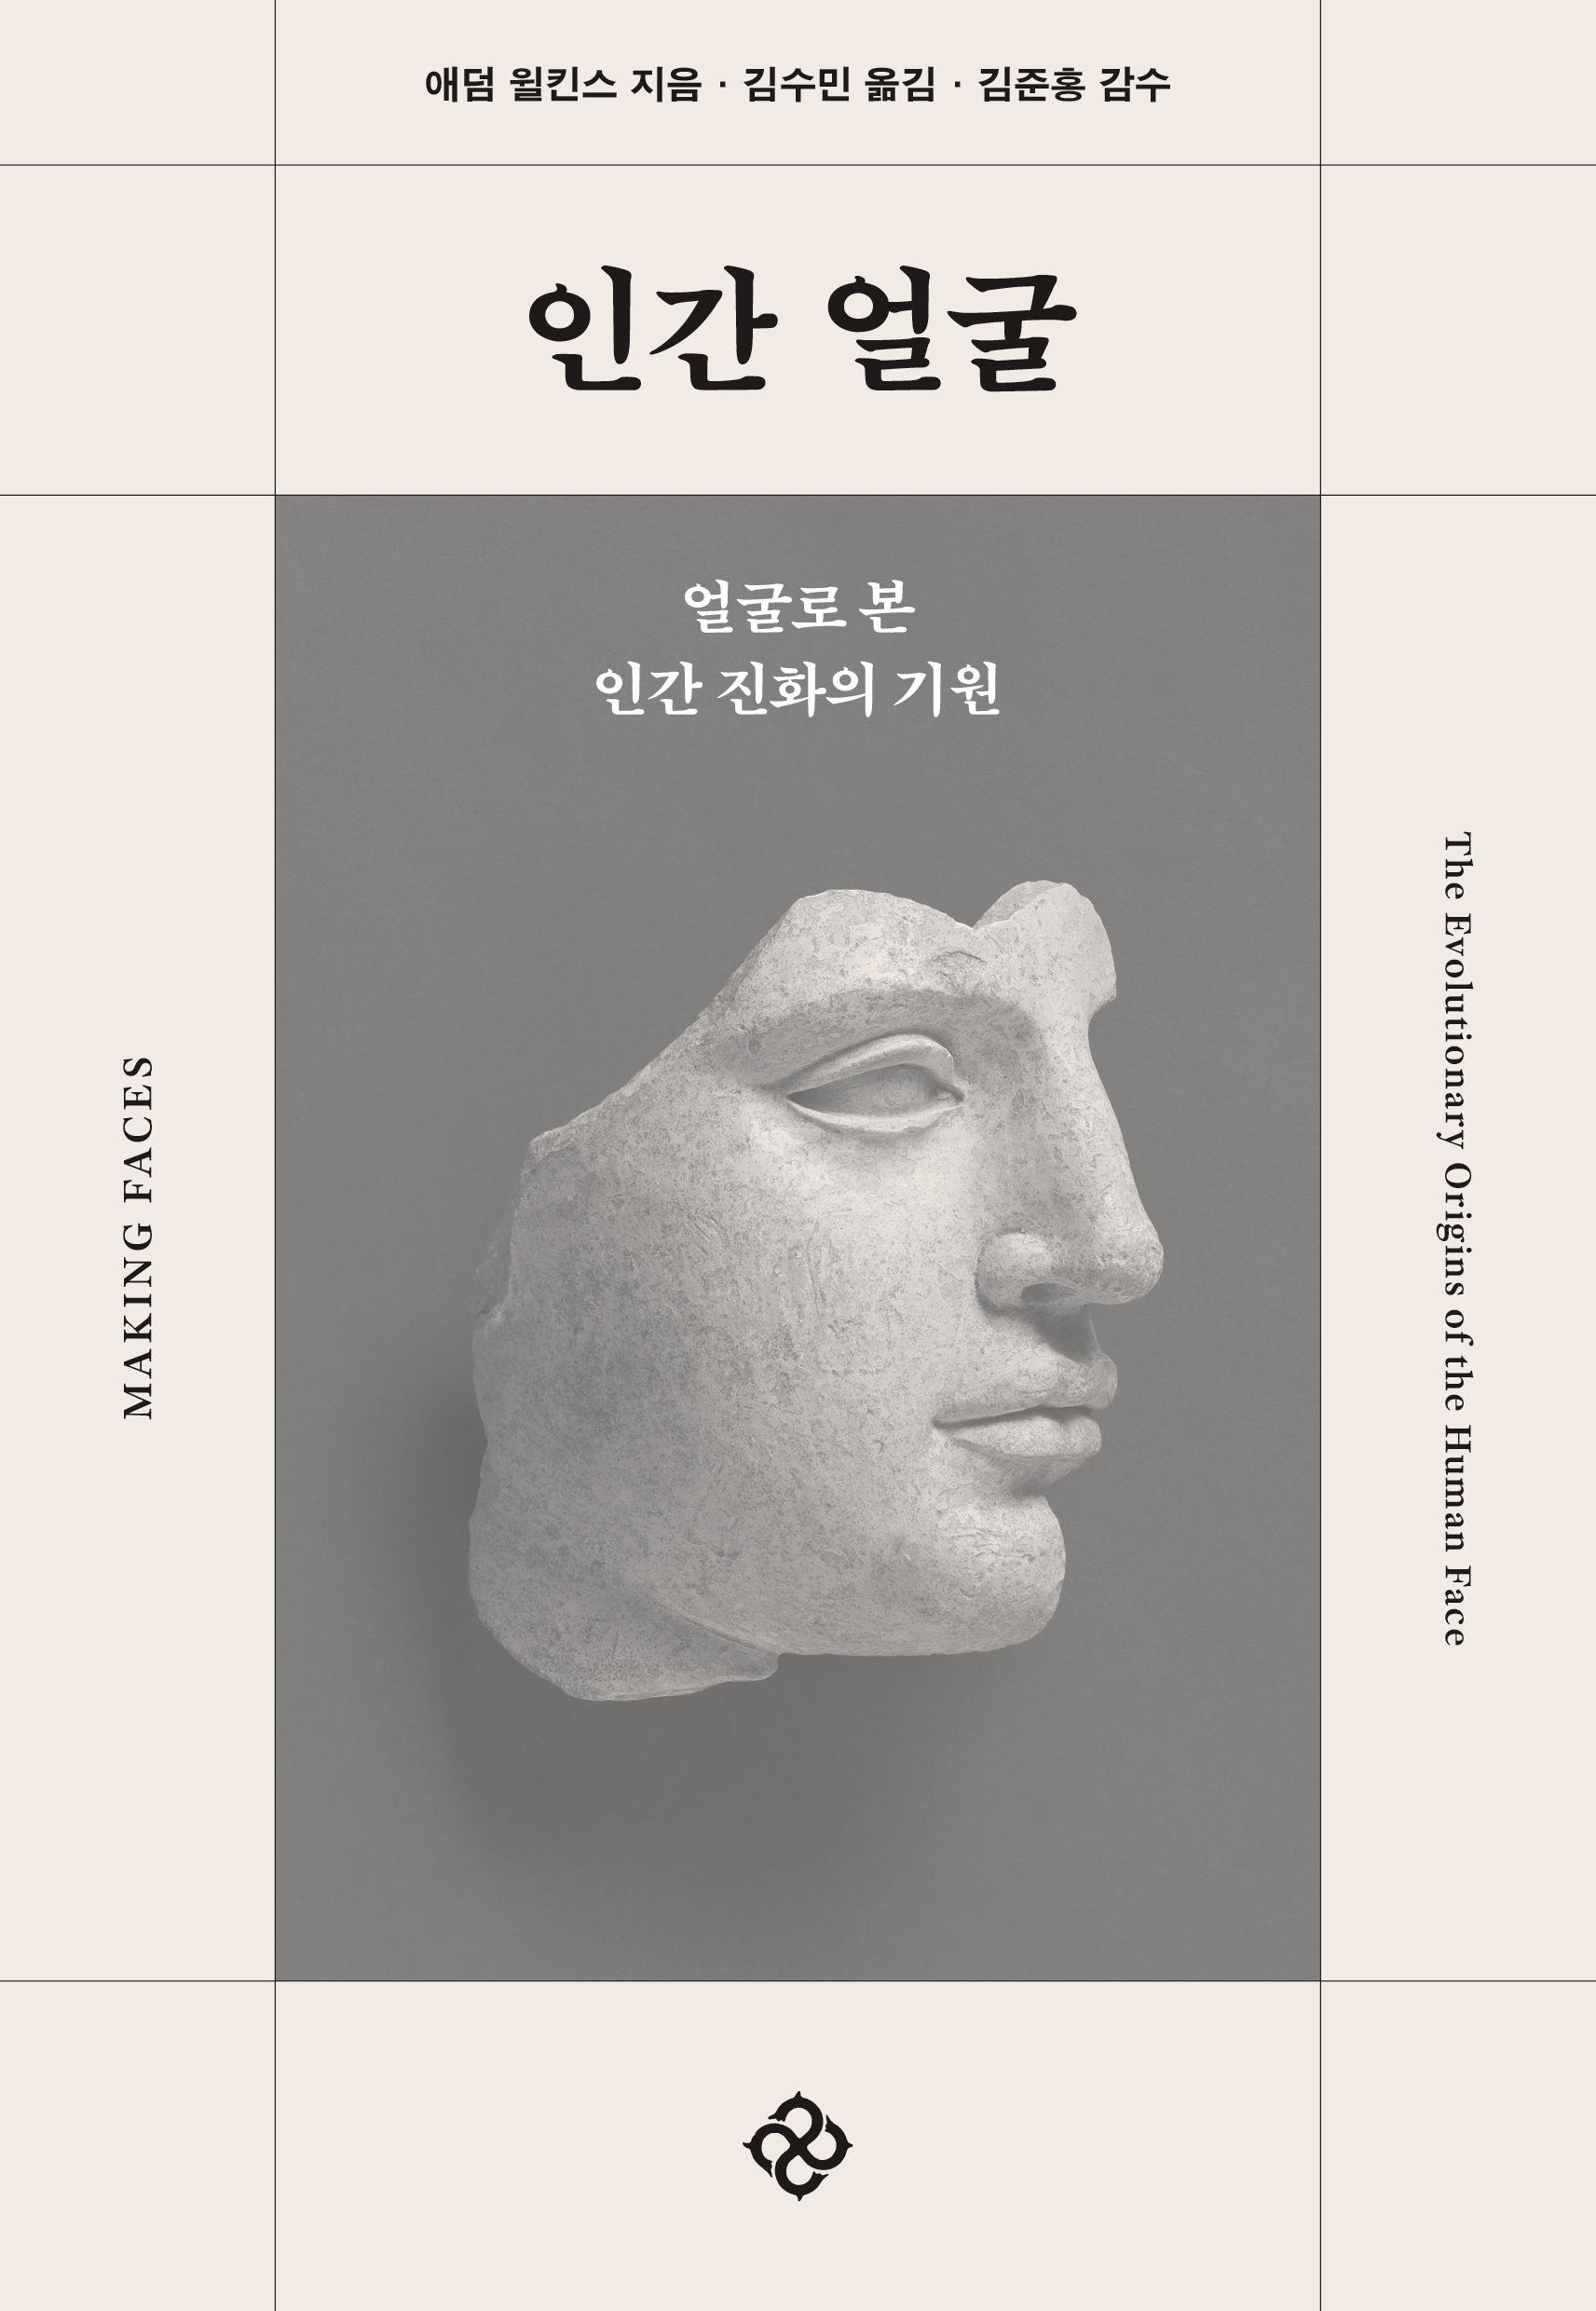 애덤 윌킨스 지음 · 김수민 옮김 · 김준홍 감수
인간 얼굴
얼굴로 본
인간 진화의 기원
MAKING FACES
The Evolutionary Origins of the Human Face